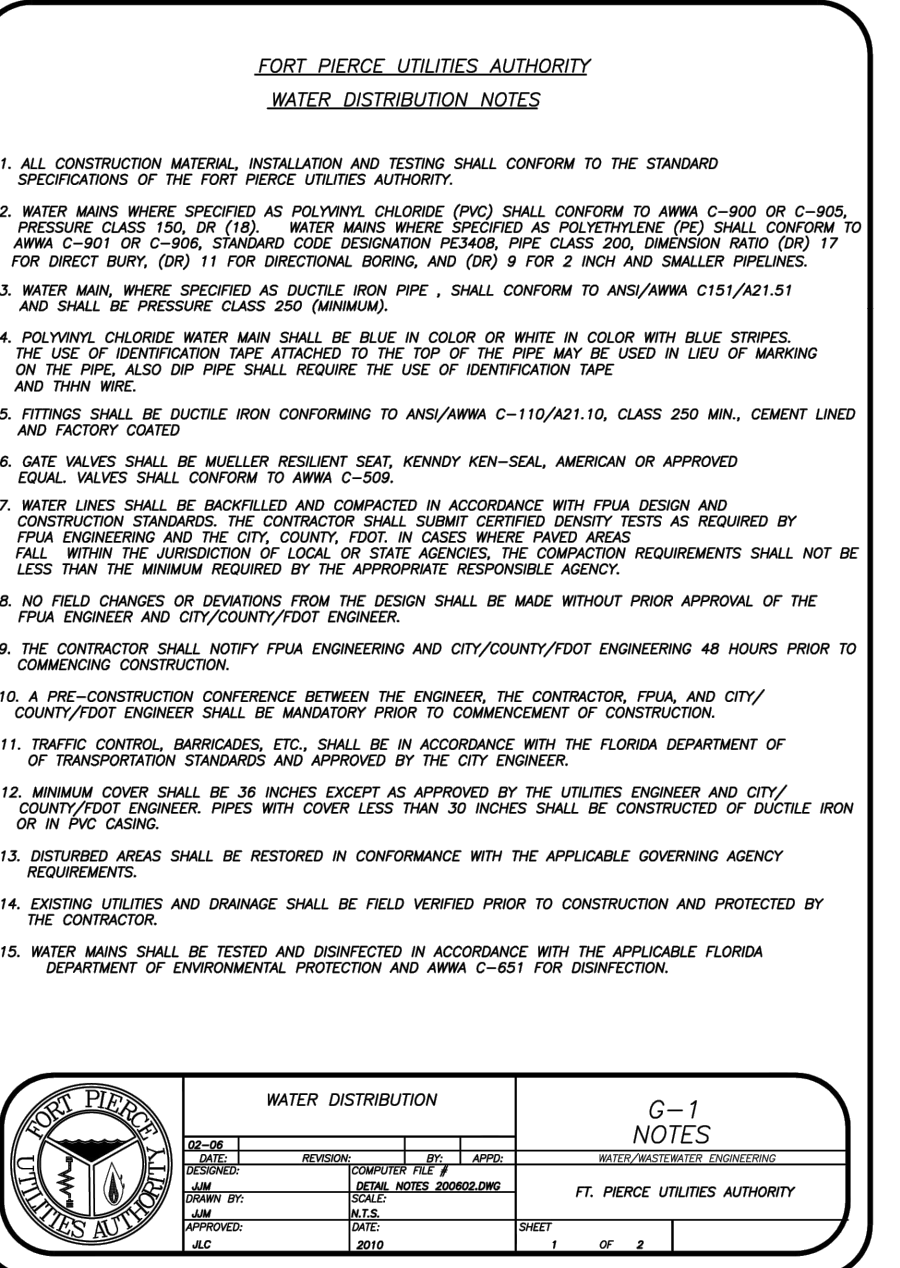 FORT PIERCE UTILITIES AUTHORITY
WATER DISTRIBUTION NOTES
1. ALL CONSTRUCTION MATERIAL, INSTALLATION AND TESTING SHALL CONFORM TO THE STANDARD
SPECIFICATIONS OF THE FORT PIERCE UTILITIES AUTHORITY.
2. WATER MAINS WHERE SPECIFIED AS POLYVINYL CHLORIDE (PVC) SHALL CONFORM TO AWWA C-900 OR C-905,
PRESSURE CLASS 150, DR (18). WATER MAINS WHERE SPECIFIED AS POLYETHYLENE (PE) SHALL CONFORM TO
AWWA C-901 OR C-906, STANDARD CODE DESIGNATION PE3408, PIPE CLASS 200, DIMENSION RATIO (DR) 17
FOR DIRECT BURY, (DR) 11 FOR DIRECTIONAL BORING, AND (DR) 9 FOR 2 INCH AND SMALLER PIPELINES.
3. WATER MAIN, WHERE SPECIFIED AS DUCTILE IRON PIPE , SHALL CONFORM TO ANSI/AWWA C151/A21.51
AND SHALL BE PRESSURE CLASS 250 (MINIMUM).
4. POLYVINYL CHLORIDE WATER MAIN SHALL BE BLUE IN COLOR OR WHITE IN COLOR WITH BLUE STRIPES.
THE USE OF IDENTIFICATION TAPE ATTACHED TO THE TOP OF THE PIPE MAY BE USED IN LIEU OF MARKING
ON THE PIPE, ALSO DIP PIPE SHALL REQUIRE THE USE OF IDENTIFICATION TAPE
AND THHN WIRE.
5. FITTINGS SHALL BE DUCTILE IRON CONFORMING TO ANSI/AWWA C-110/A21.10, CLASS 250 MIN., CEMENT LINED
AND FACTORY COATED
6. GATE VALVES SHALL BE MUELLER RESILIENT SEAT, KENNDY KEN-SEAL, AMERICAN OR APPROVED
EQUAL. VALVES SHALL CONFORM TO AWWA C-509.
7. WATER LINES SHALL BE BACKFILLED AND COMPACTED IN ACCORDANCE WITH FPUA DESIGN AND
CONSTRUCTION STANDARDS. THE CONTRACTOR SHALL SUBMIT CERTIFIED DENSITY TESTS AS REQUIRED BY
FPUA ENGINEERING AND THE CITY, COUNTY, FDOT. IN CASES WHERE PAVED AREAS
FALL WITHIN THE JURISDICTION OF LOCAL OR STATE AGENCIES, THE COMPACTION REQUIREMENTS SHALL NOT BE
LESS THAN THE MINIMUM REQUIRED BY THE APPROPRIATE RESPONSIBLE AGENCY.
8. NO FIELD CHANGES OR DEVIATIONS FROM THE DESIGN SHALL BE MADE WITHOUT PRIOR APPROVAL OF THE
FPUA ENGINEER AND CITY/COUNTY/FDOT ENGINEER.
9. THE CONTRACTOR SHALL NOTIFY FPUA ENGINEERING AND CITY/COUNTY/FDOT ENGINEERING 48 HOURS PRIOR TO
COMMENCING CONSTRUCTION.
10. A PRE-CONSTRUCTION CONFERENCE BETWEEN THE ENGINEER, THE CONTRACTOR, FPUA, AND CITY/
COUNTY/FDOT ENGINEER SHALL BE MANDATORY PRIOR TO COMMENCEMENT OF CONSTRUCTION.
11. TRAFFIC CONTROL, BARRICADES, ETC., SHALL BE IN ACCORDANCE WITH THE FLORIDA DEPARTMENT OF
OF TRANSPORTATION STANDARDS AND APPROVED BY THE CITY ENGINEER.
12. MINIMUM COVER SHALL BE 36 INCHES EXCEPT AS APPROVED BY THE UTILITIES ENGINEER AND CITY/
COUNTY/FDOT ENGINEER. PIPES WITH COVER LESS THAN 30 INCHES SHALL BE CONSTRUCTED OF DUCTILE IRON
OR IN PVC CASING.
13. DISTURBED AREAS SHALL BE RESTORED IN CONFORMANCE WITH THE APPLICABLE GOVERNING AGENCY
REQUIREMENTS.
14. EXISTING UTILITIES AND DRAINAGE SHALL BE FIELD VERIFIED PRIOR TO CONSTRUCTION AND PROTECTED BY
THE CONTRACTOR.
15. WATER MAINS SHALL BE TESTED AND DISINFECTED IN ACCORDANCE WITH THE APPLICABLE FLORIDA
DEPARTMENT OF ENVIRONMENTAL PROTECTION AND AWWA C-651 FOR DISINFECTION.
FORT PIERCE UTILITIES AUTHORITY
WATER DISTRIBUTION
02-06
DATE: REVISION: BY: APPD:
DESIGNED: COMPUTER FILE #
JJM DETAIL NOTES 200602.DWG
DRAWN BY: SCALE:
JJM N.T.S.
APPROVED: DATE:
JLC 2010
G-1
NOTES
WATER/WASTEWATER ENGINEERING
FT. PIERCE UTILITIES AUTHORITY
SHEET
1 OF 2